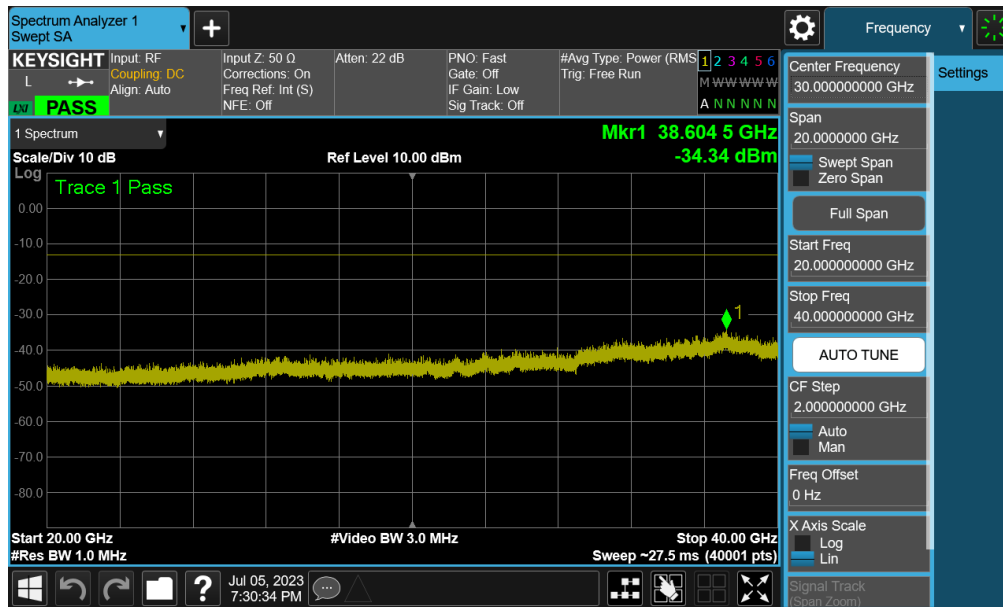 Spectrum Analyzer 1
Swept SA
+
Frequency
Settings
KEYSIGHT
L
LXI
PASS
Input: RF
Coupling: DC
Align: Auto
Input Z: 50 Ω
Corrections: On
Freq Ref: Int (S)
NFE: Off
Atten: 22 dB
PNO: Fast
Gate: Off
IF Gain: Low
Sig Track: Off
#Avg Type: Power (RMS
Trig: Free Run
1 2 3 4 5 6
M W W W W W
A N N N N N
1 Spectrum
Scale/Div 10 dB
Ref Level 10.00 dBm
Mkr1 38.604 5 GHz
-34.34 dBm
Log
Trace 1 Pass
0.00
-10.0
-20.0
-30.0
-40.0
-50.0
-60.0
-70.0
-80.0
1
Start 20.00 GHz
#Res BW 1.0 MHz
#Video BW 3.0 MHz
Stop 40.00 GHz
Sweep ~27.5 ms (40001 pts)
Center Frequency
30.000000000 GHz
Span
20.0000000 GHz
Swept Span
Zero Span
Full Span
Start Freq
20.000000000 GHz
Stop Freq
40.000000000 GHz
AUTO TUNE
CF Step
2.000000000 GHz
Auto
Man
Freq Offset
0 Hz
X Axis Scale
Log
Lin
Signal Track
(Span Zoom)
?
Jul 05, 2023
7:30:34 PM